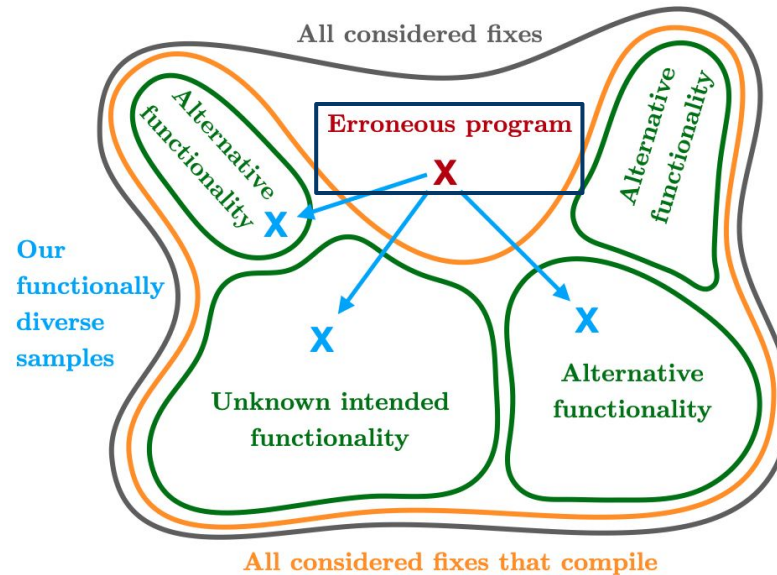 All considered fixes
Alternative
functionality
Erroneous program
X
Alternative
functionality
X
Our
functionally
diverse
samples
X
X
Unknown intended
functionality
Alternative
functionality
All considered fixes that compile